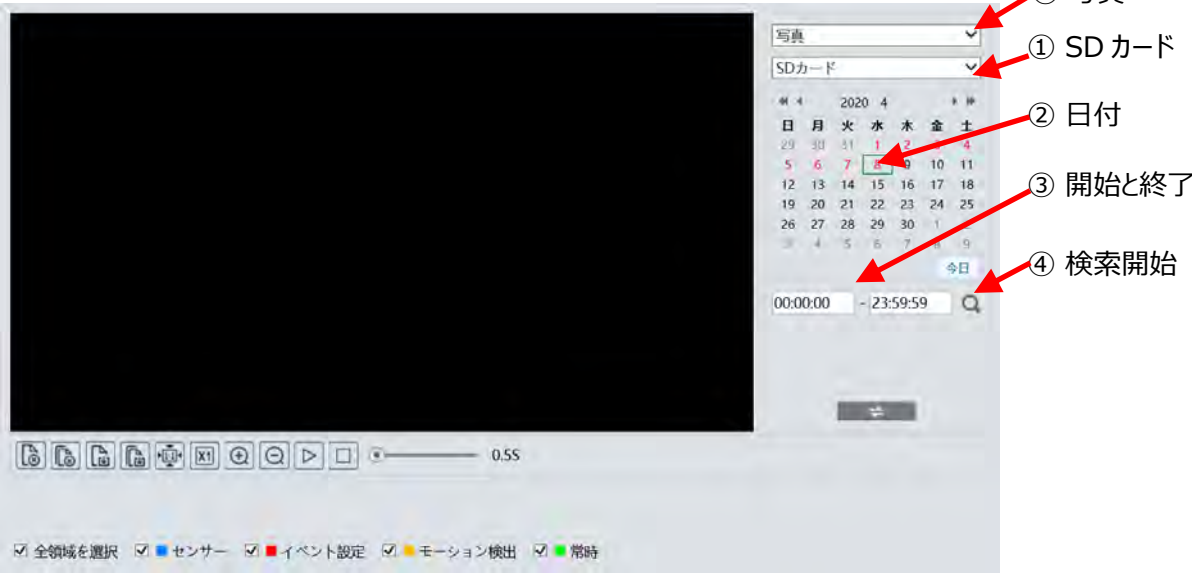 写真
写真
① SD カード
SDカード
2020 4
② 日付
日 月 火 水 木 金 土
29 30 31 1 2 3 4
5 6 7 8 9 10 11
12 13 14 15 16 17 18
③ 開始と終了
19 20 21 22 23 24 25
26 27 28 29 30 1 2
3 4 5 6 7 8 9
今日
④ 検索開始
00:00:00 - 23:59:59
X1
0.5S
全領域を選択 センサー イベント設定 モーション検出 常時